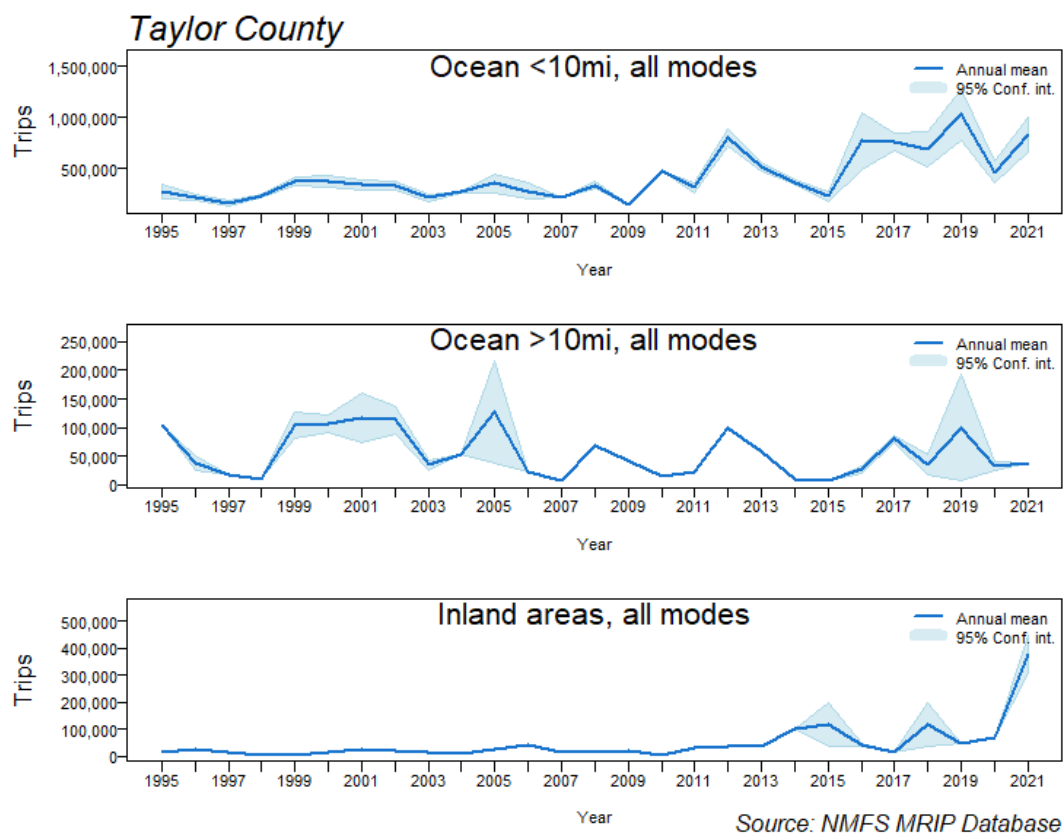 Taylor County
Ocean <10mi, all modes
Annual mean
95% Conf. int.
Trips
1,500,000
1,000,000
500,000
1995 1997 1999 2001 2003 2005 2007 2009 2011 2013 2015 2017 2019 2021
Year
Ocean >10mi, all modes
Annual mean
95% Conf. int.
Trips
250,000
200,000
150,000
100,000
50,000
0
1995 1997 1999 2001 2003 2005 2007 2009 2011 2013 2015 2017 2019 2021
Year
Inland areas, all modes
Annual mean
95% Conf. int.
Trips
500,000
400,000
300,000
200,000
100,000
0
1995 1997 1999 2001 2003 2005 2007 2009 2011 2013 2015 2017 2019 2021
Year
Source: NMFS MRIP Database